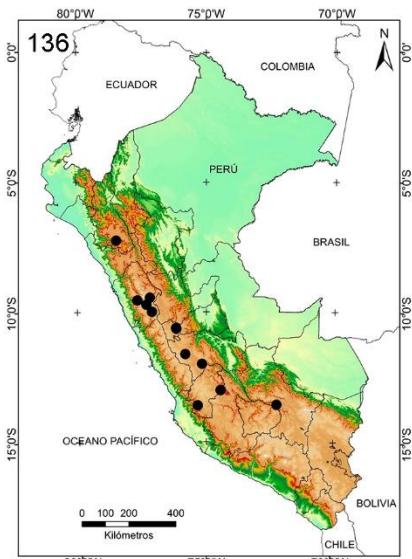 80°0'W 75°0'W 70°0'W
136
N
0°0'
0°0'
COLOMBIA
ECUADOR
PERÚ
5°0'S
5°0'S
BRASIL
10°0'S
10°0'S
15°0'S
15°0'S
OCEANO PACÍFICO
BOLIVIA
0 100 200 400
Kilómetros
CHILE